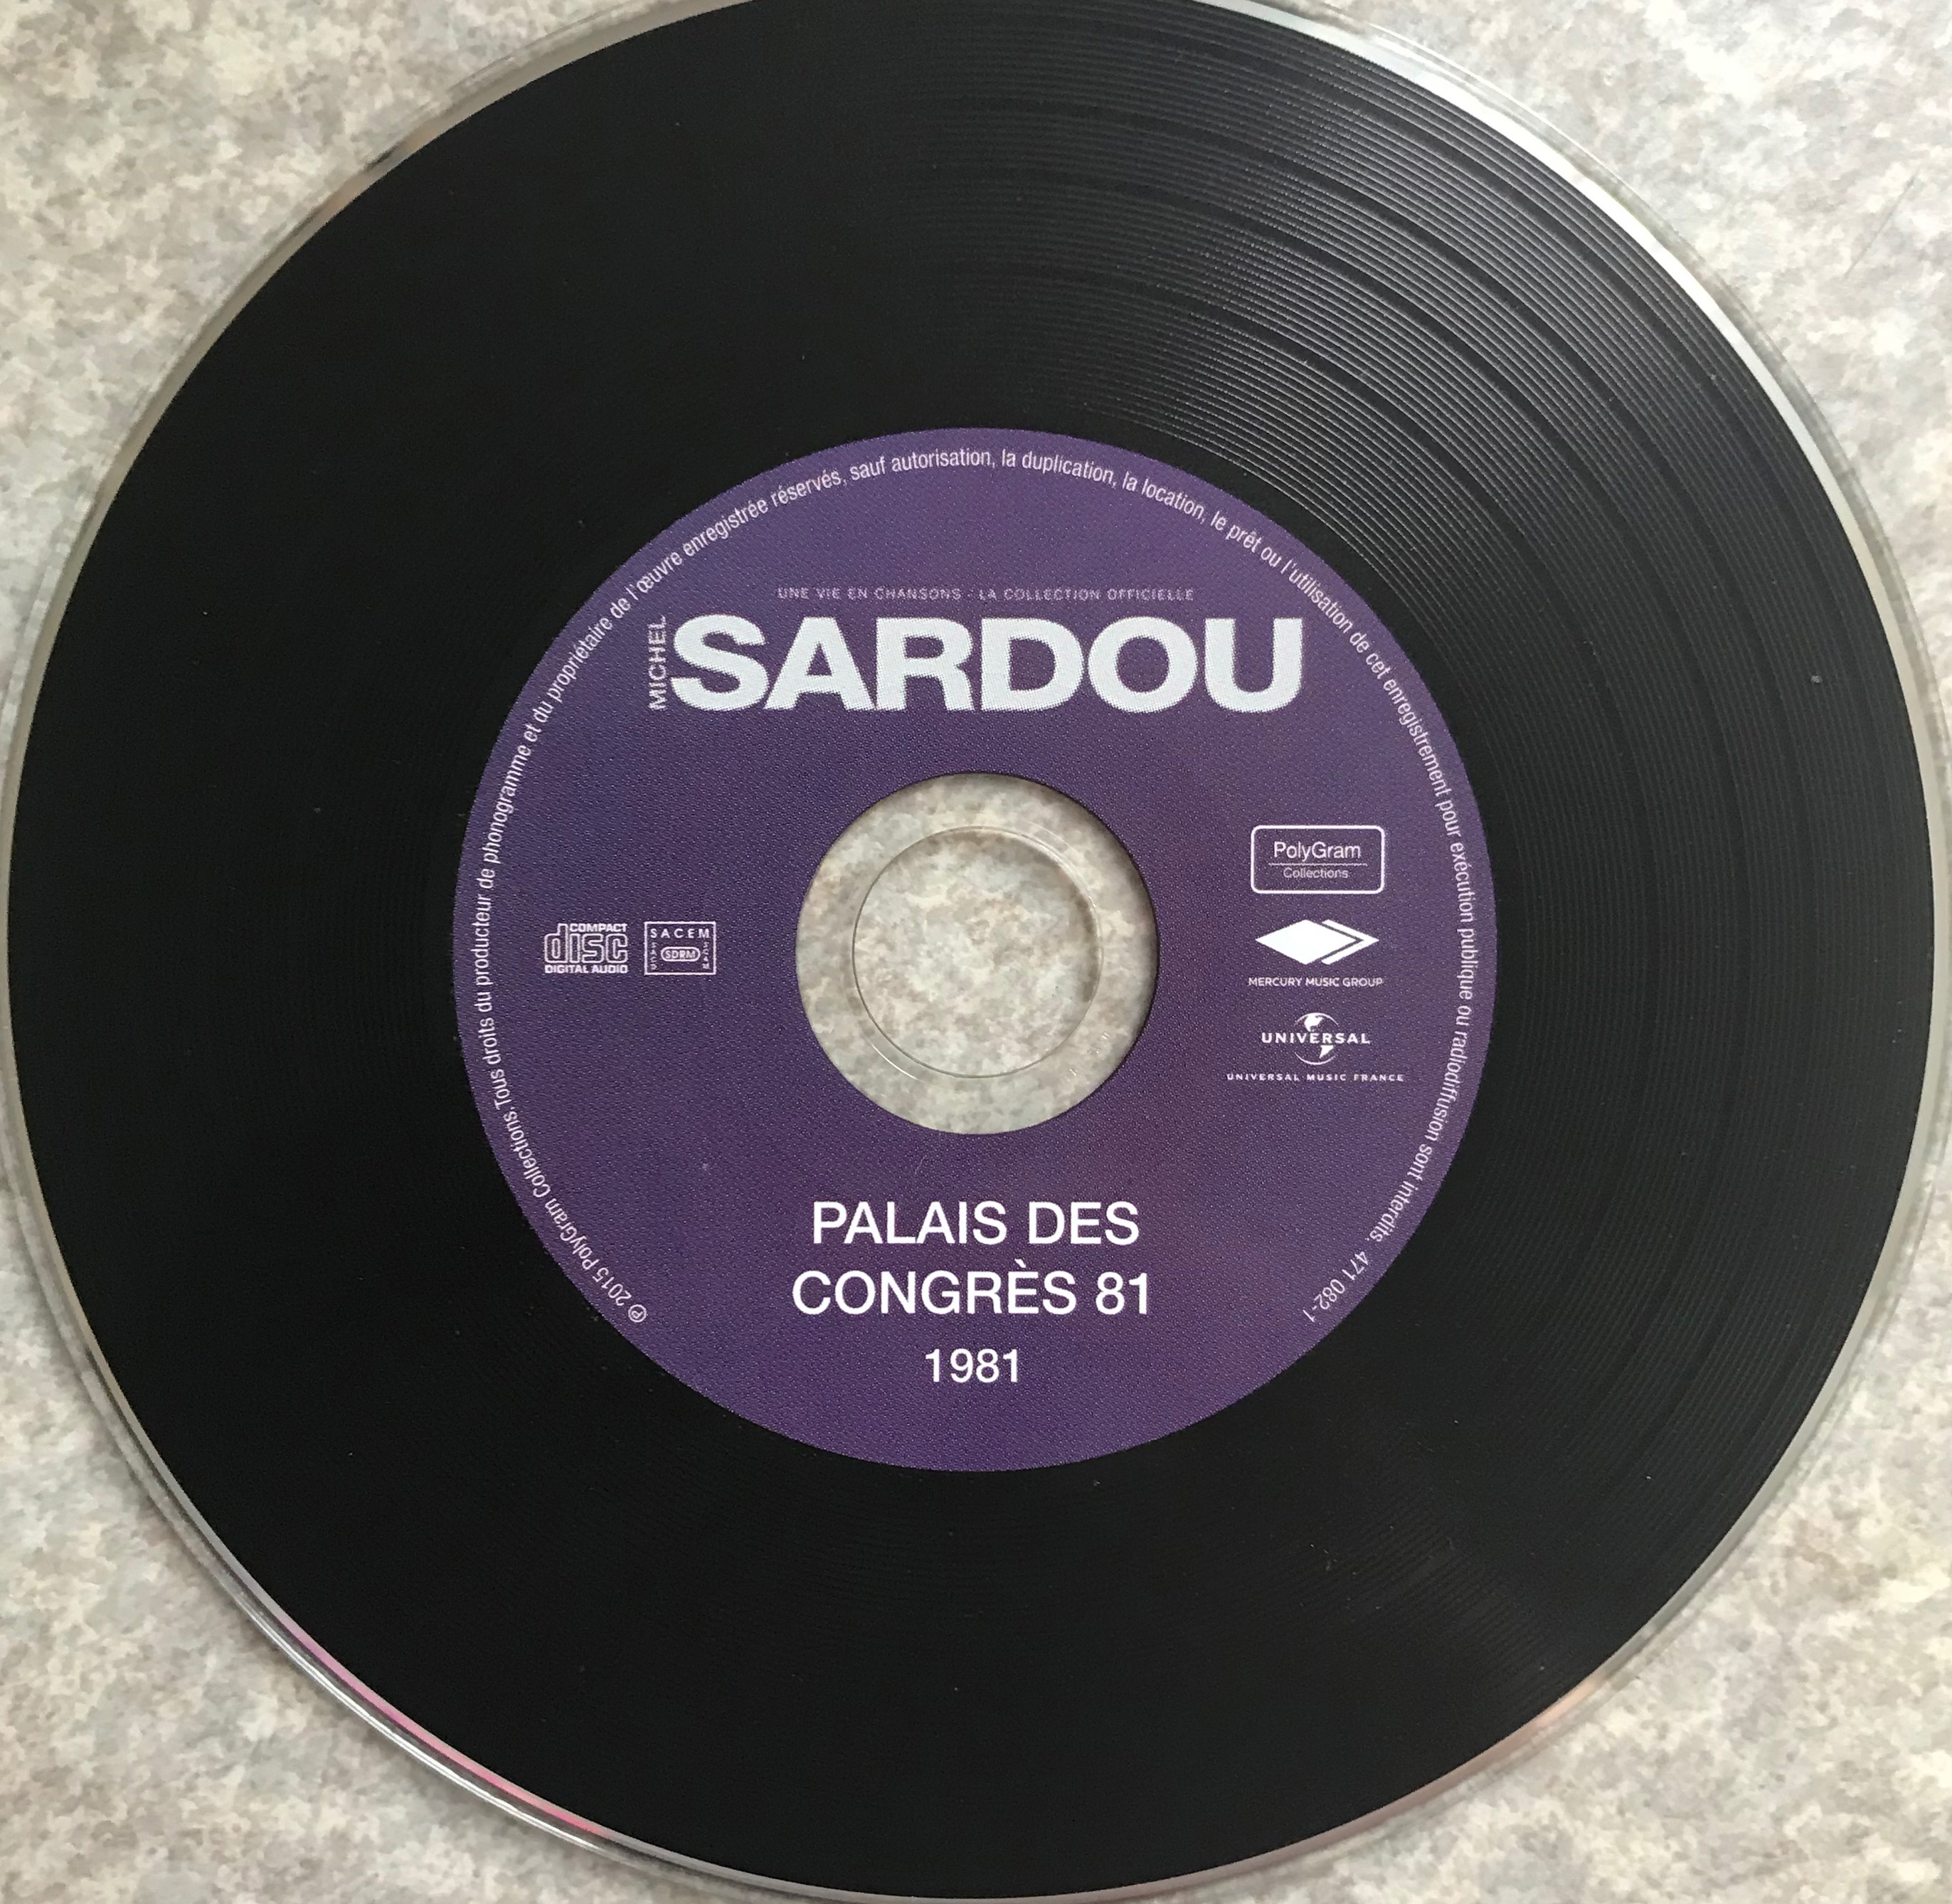 ℗ 2015 PolyGram Collections. Tous droits du producteur de phonogramme et du propriétaire de l'œuvre enregistrée réservés, sauf autorisation, la duplication, la location, le prêt ou l'utilisation de cet enregistrement pour exécution publique ou radiodiffusion sont interdits. 471 082-1
UNE VIE EN CHANSONS - LA COLLECTION OFFICIELLE
MICHEL
SARDOU
COMPACT
disc
DIGITAL AUDIO
SACEM
SACD
SDRM
SCAM
PolyGram
Collections
MERCURY MUSIC GROUP
UNIVERSAL
UNIVERSAL MUSIC FRANCE
PALAIS DES
CONGRÈS 81
1981